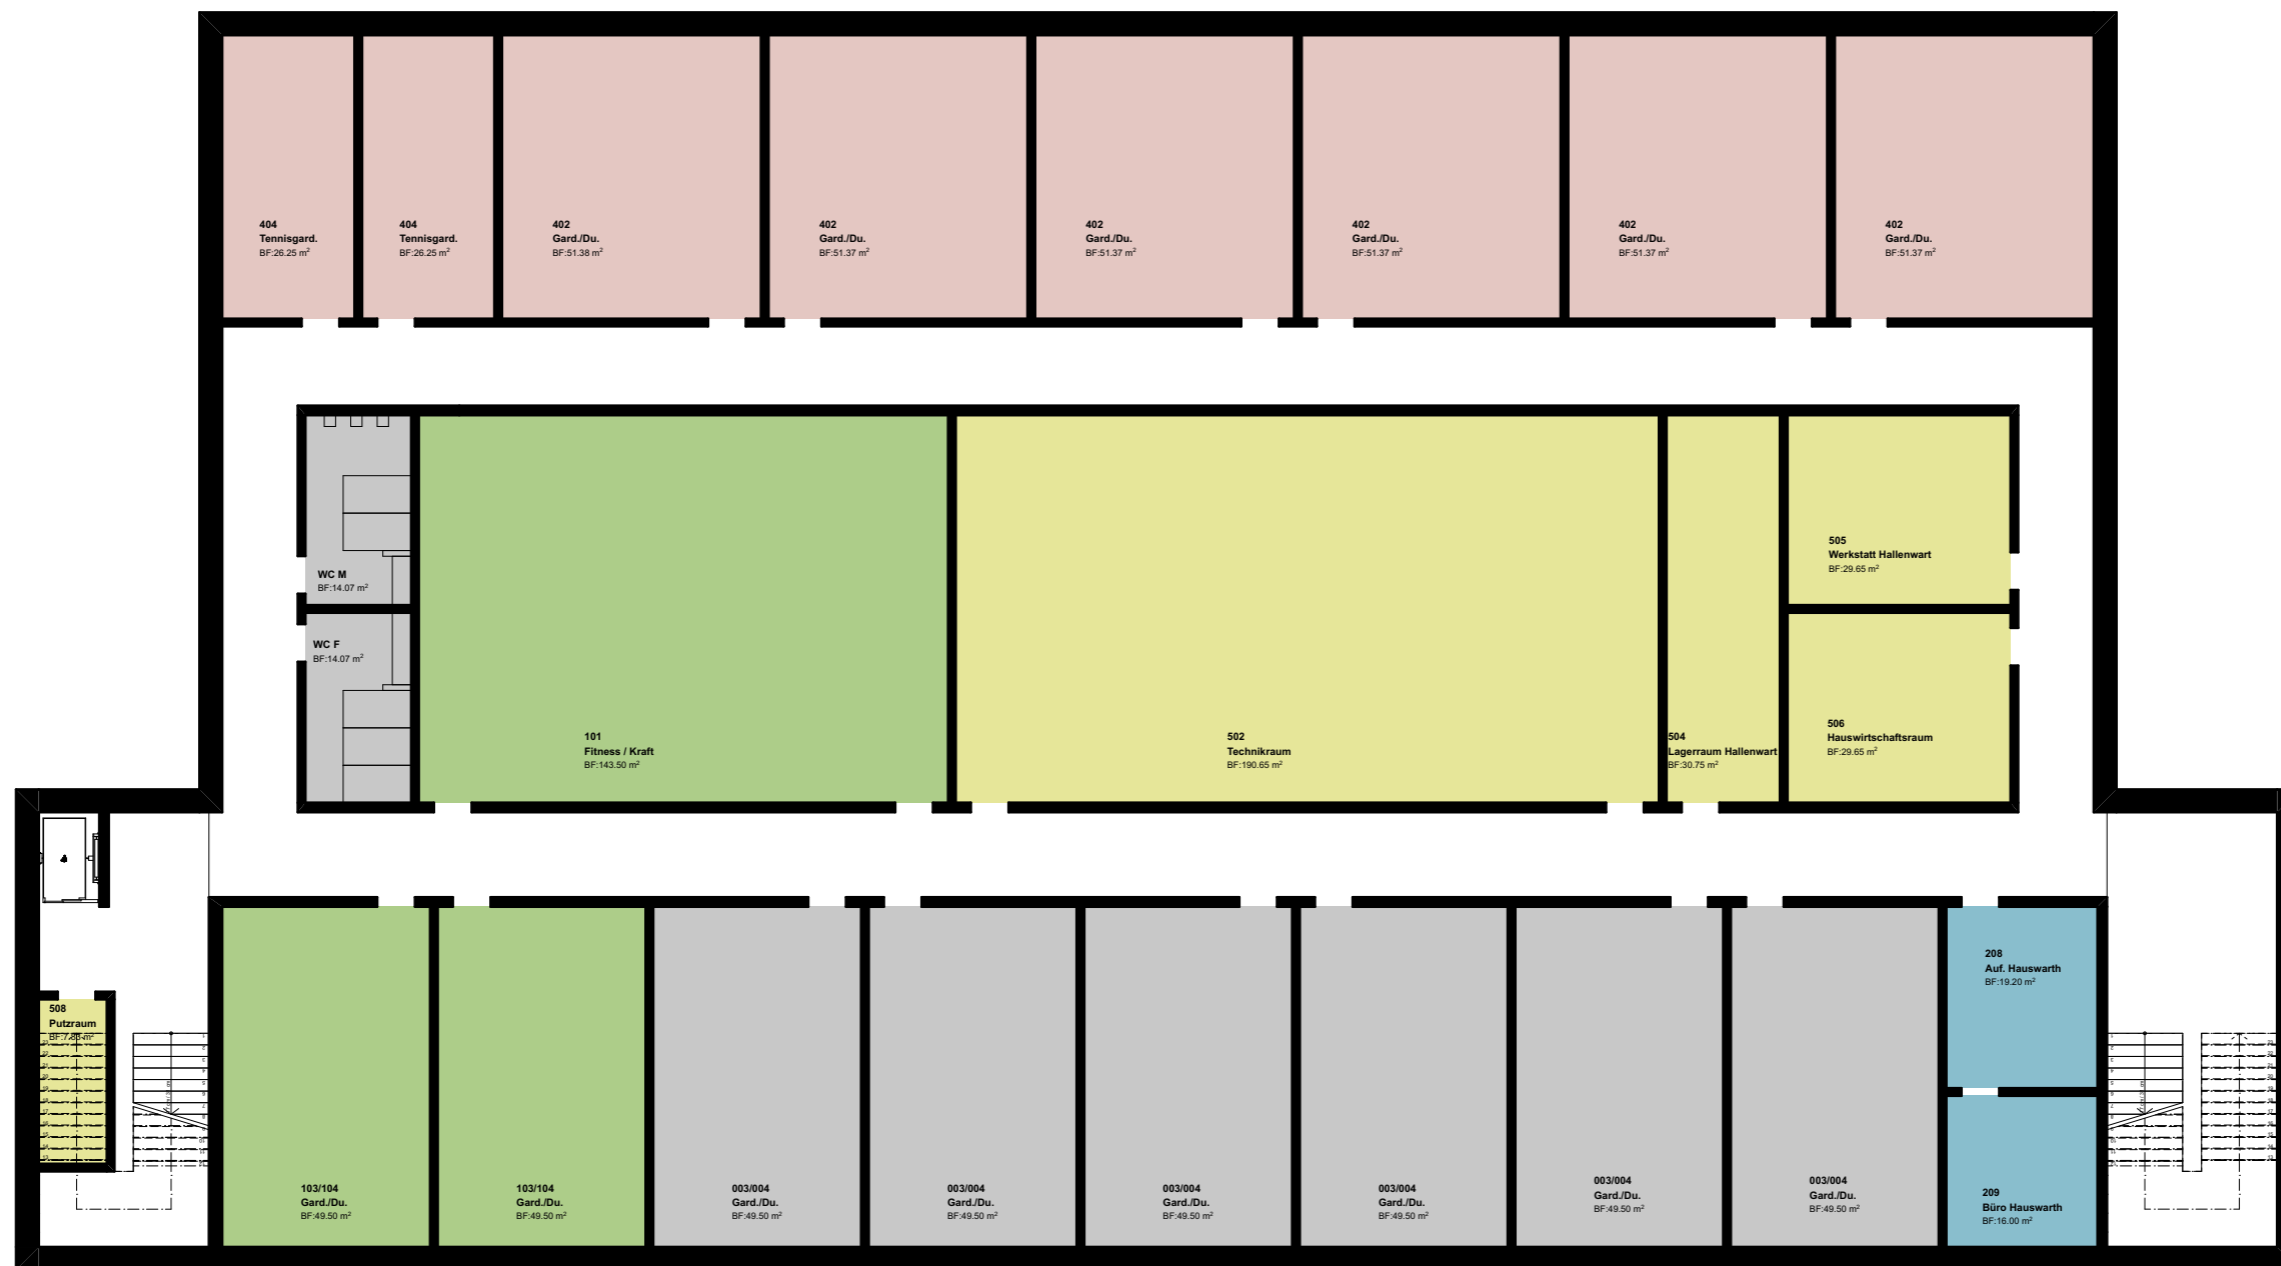 404
Tennisgard.
BF:26.25 m²
404
Tennisgard.
BF:26.25 m²
402
Gard./Du.
BF:51.38 m²
402
Gard./Du.
BF:51.37 m²
402
Gard./Du.
BF:51.37 m²
402
Gard./Du.
BF:51.37 m²
402
Gard./Du.
BF:51.37 m²
402
Gard./Du.
BF:51.37 m²
WC M
BF:14.07 m²
WC F
BF:14.07 m²
101
Fitness / Kraft
BF:143.50 m²
502
Technikraum
BF:190.65 m²
504
Lagerraum Hallenwart
BF:30.75 m²
505
Werkstatt Hallenwart
BF:29.65 m²
506
Hauswirtschaftsraum
BF:29.65 m²
508
Putzraum
BF:7.83 m²
103/104
Gard./Du.
BF:49.50 m²
103/104
Gard./Du.
BF:49.50 m²
003/004
Gard./Du.
BF:49.50 m²
003/004
Gard./Du.
BF:49.50 m²
003/004
Gard./Du.
BF:49.50 m²
003/004
Gard./Du.
BF:49.50 m²
003/004
Gard./Du.
BF:49.50 m²
003/004
Gard./Du.
BF:49.50 m²
208
Auf. Hauswarth
BF:19.20 m²
209
Büro Hauswarth
BF:16.00 m²